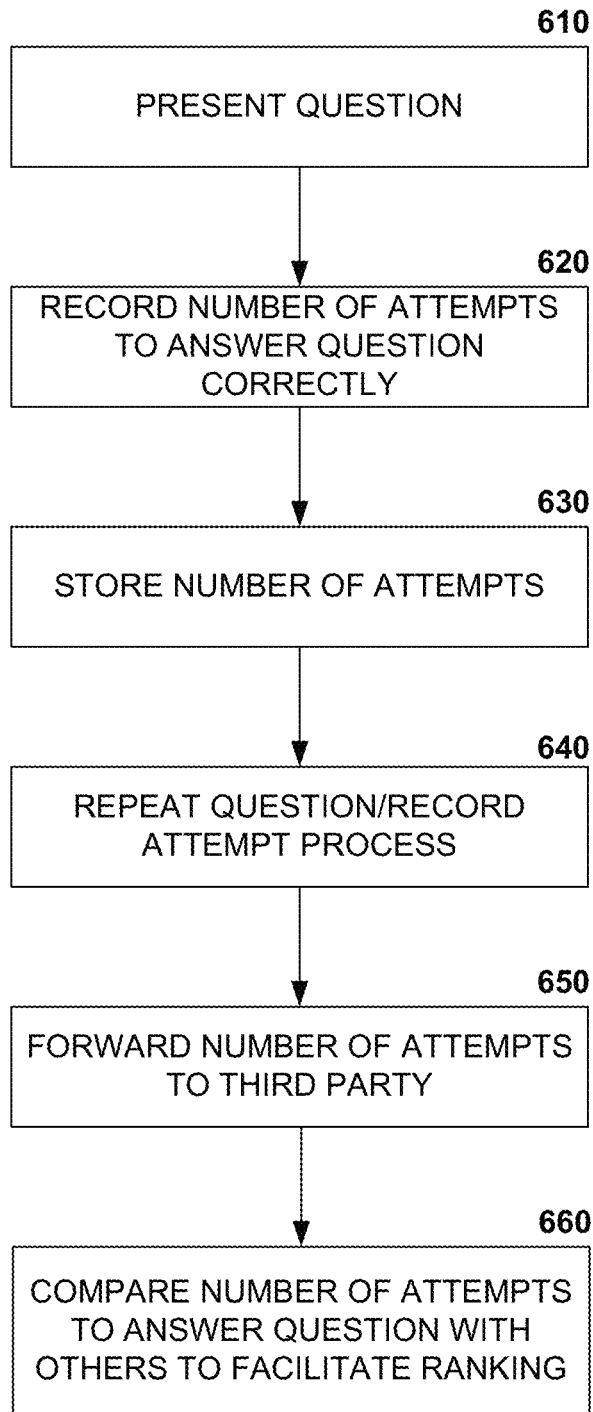 610
PRESENT QUESTION
620
RECORD NUMBER OF ATTEMPTS
TO ANSWER QUESTION
CORRECTLY
630
STORE NUMBER OF ATTEMPTS
640
REPEAT QUESTION/RECORD
ATTEMPT PROCESS
650
FORWARD NUMBER OF ATTEMPTS
TO THIRD PARTY
660
COMPARE NUMBER OF ATTEMPTS
TO ANSWER QUESTION WITH
OTHERS TO FACILITATE RANKING